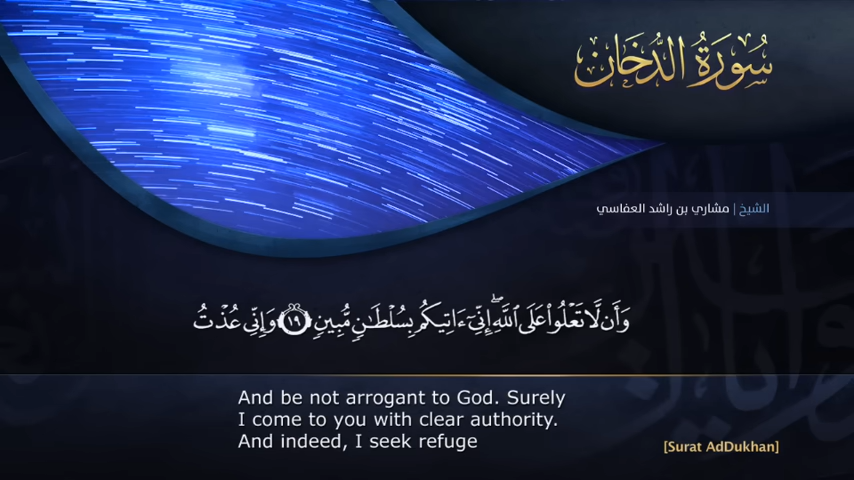 سُورَةُ الدُّخَان
الشيخ | مشاري بن راشد العفاسي
وَأَن لَّا تَعْلُوا۟ عَلَى ٱللَّهِ ۖ إِنِّىٓ ءَاتِيكُم بِسُلْطَـٰنٍ مُّبِينٍ ۝١٩ وَإِنِّى عُذْتُ
And be not arrogant to God. Surely
I come to you with clear authority.
And indeed, I seek refuge
[Surat AdDukhan]